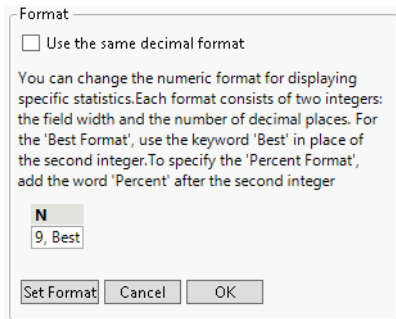 Format
Use the same decimal format
You can change the numeric format for displaying
specific statistics.Each format consists of two integers:
the field width and the number of decimal places. For
the 'Best Format', use the keyword 'Best' in place of
the second integer.To specify the 'Percent Format',
add the word 'Percent' after the second integer
N
9, Best
Set Format Cancel OK